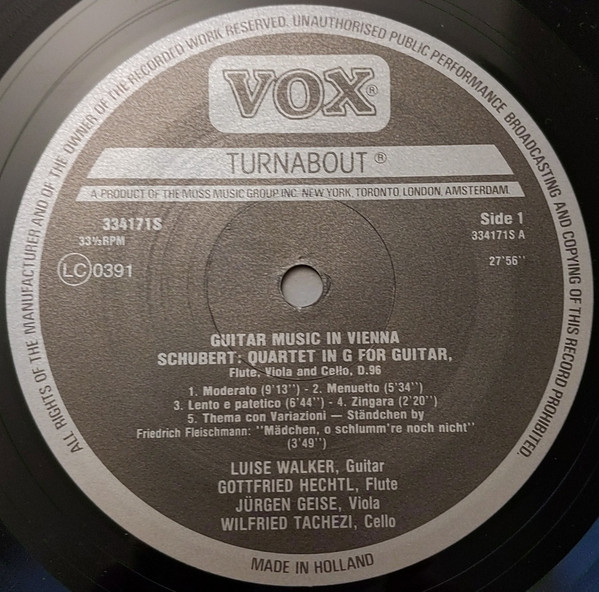 ALL RIGHTS OF THE MANUFACTURER AND OF THE OWNER OF THE RECORDED WORK RESERVED. UNAUTHORISED PUBLIC PERFORMANCE BROADCASTING AND COPYING OF THIS RECORD PROHIBITED.
VOX®
TURNABOUT ®
A PRODUCT OF THE MOSS MUSIC GROUP INC. NEW YORK, TORONTO, LONDON, AMSTERDAM.
334171S
33⅓RPM
LC 0391
Side 1
334171S A
27'56''
GUITAR MUSIC IN VIENNA
SCHUBERT: QUARTET IN G FOR GUITAR,
Flute, Viola and Cello, D.96
1. Moderato (9'13'') - 2. Menuetto (5'34'')
3. Lento e patetico (6'44'') - 4. Zingara (2'20'')
5. Thema con Variazioni — Ständchen by
Friedrich Fleischmann: ''Mädchen, o schlumm're noch nicht''
(3'49'')
LUISE WALKER, Guitar
GOTTFRIED HECHTL, Flute
JÜRGEN GEISE, Viola
WILFRIED TACHEZI, Cello
MADE IN HOLLAND